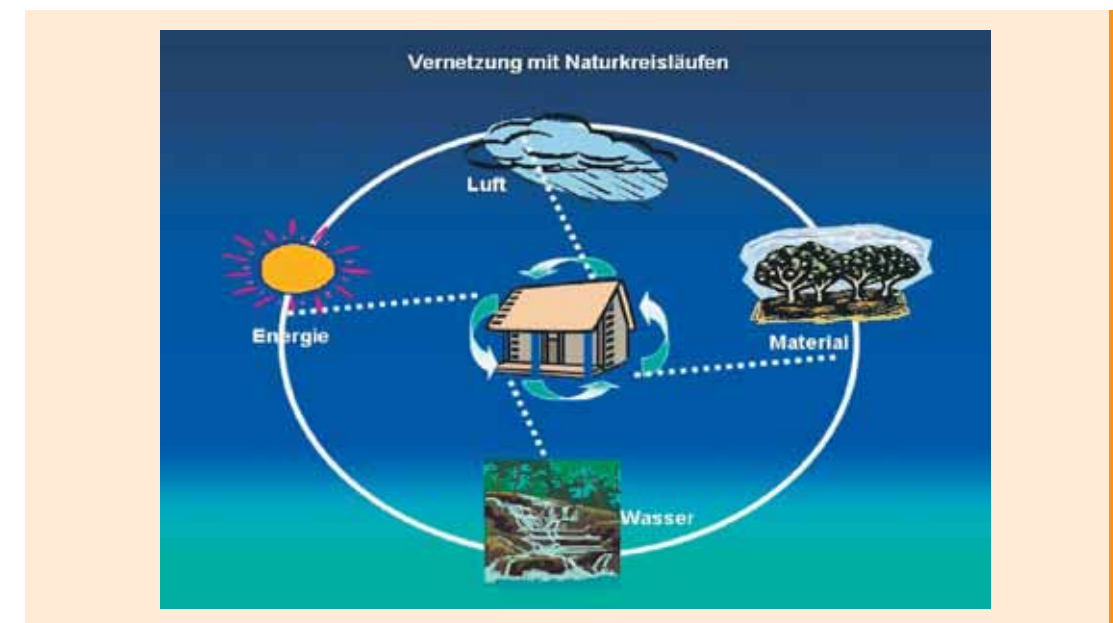 Vernetzung mit Naturkreisläufen
Luft
Energie
Material
Wasser